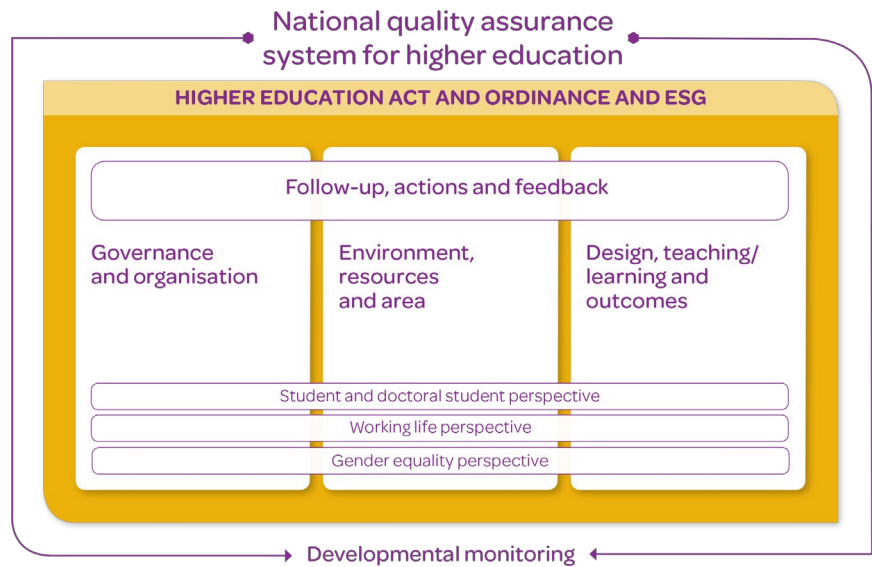 National quality assurance
system for higher education
HIGHER EDUCATION ACT AND ORDINANCE AND ESG
Follow-up, actions and feedback
Governance
and organisation
Environment,
resources
and area
Design, teaching/
learning and
outcomes
Student and doctoral student perspective
Working life perspective
Gender equality perspective
Developmental monitoring